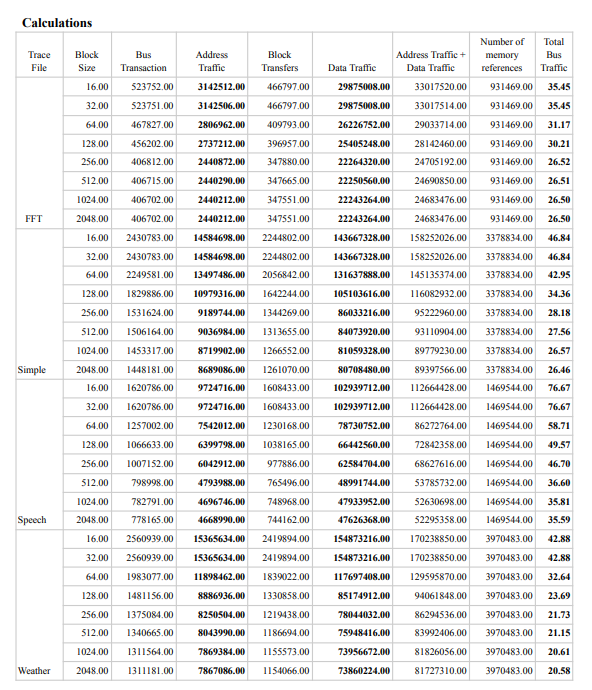 Calculations
Number of Total
Trace Block Bus Address Block Address Traffic + memory Bus
File Size Transaction Traffic Transfers Data Traffic Data Traffic references Traffic
16.00 523752.00 3142512.00 466797.00 29875008.00 33017520.00 931469.00 35.45
32.00 523751.00 3142506.00 466797.00 29875008.00 33017514.00 931469.00 35.45
64.00 467827.00 2806962.00 409793.00 26226752.00 29033714.00 931469.00 31.17
128.00 456202.00 2737212.00 396957.00 25405248.00 28142460.00 931469.00 30.21
256.00 406812.00 2440872.00 347880.00 22264320.00 24705192.00 931469.00 26.52
512.00 406715.00 2440290.00 347665.00 22250560.00 24690850.00 931469.00 26.51
1024.00 406702.00 2440212.00 347551.00 22243264.00 24683476.00 931469.00 26.50
FFT 2048.00 406702.00 2440212.00 347551.00 22243264.00 24683476.00 931469.00 26.50
16.00 2430783.00 14584698.00 2244802.00 143667328.00 158252026.00 3378834.00 46.84
32.00 2430783.00 14584698.00 2244802.00 143667328.00 158252026.00 3378834.00 46.84
64.00 2249581.00 13497486.00 2056842.00 131637888.00 145135374.00 3378834.00 42.95
128.00 1829886.00 10979316.00 1642244.00 105103616.00 116082932.00 3378834.00 34.36
256.00 1531624.00 9189744.00 1344269.00 86033216.00 95222960.00 3378834.00 28.18
512.00 1506164.00 9036984.00 1313655.00 84073920.00 93110904.00 3378834.00 27.56
1024.00 1453317.00 8719902.00 1266552.00 81059328.00 89779230.00 3378834.00 26.57
Simple 2048.00 1448181.00 8689086.00 1261070.00 80708480.00 89397566.00 3378834.00 26.46
16.00 1620786.00 9724716.00 1608433.00 102939712.00 112664428.00 1469544.00 76.67
32.00 1620786.00 9724716.00 1608433.00 102939712.00 112664428.00 1469544.00 76.67
64.00 1257002.00 7542012.00 1230168.00 78730752.00 86272764.00 1469544.00 58.71
128.00 1066633.00 6399798.00 1038165.00 66442560.00 72842358.00 1469544.00 49.57
256.00 1007152.00 6042912.00 977886.00 62584704.00 68627616.00 1469544.00 46.70
512.00 798998.00 4793988.00 765496.00 48991744.00 53785732.00 1469544.00 36.60
1024.00 782791.00 4696746.00 748968.00 47933952.00 52630698.00 1469544.00 35.81
Speech 2048.00 778165.00 4668990.00 744162.00 47626368.00 52295358.00 1469544.00 35.59
16.00 2560939.00 15365634.00 2419894.00 154873216.00 170238850.00 3970483.00 42.88
32.00 2560939.00 15365634.00 2419894.00 154873216.00 170238850.00 3970483.00 42.88
64.00 1983077.00 11898462.00 1839022.00 117697408.00 129595870.00 3970483.00 32.64
128.00 1481156.00 8886936.00 1330858.00 85174912.00 94061848.00 3970483.00 23.69
256.00 1375084.00 8250504.00 1219438.00 78044032.00 86294536.00 3970483.00 21.73
512.00 1340665.00 8043990.00 1186694.00 75948416.00 83992406.00 3970483.00 21.15
1024.00 1311564.00 7869384.00 1155573.00 73956672.00 81826056.00 3970483.00 20.61
Weather 2048.00 1311181.00 7867086.00 1154066.00 73860224.00 81727310.00 3970483.00 20.58